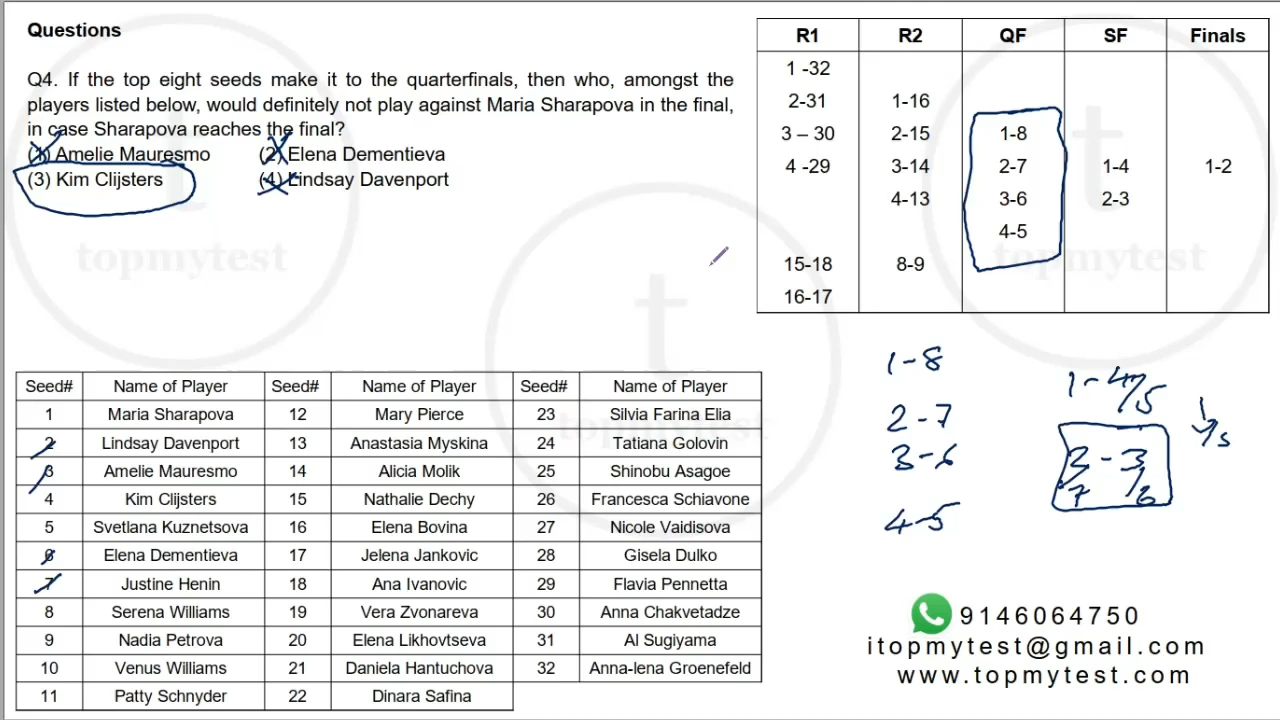 Questions
Q4. If the top eight seeds make it to the quarterfinals, then who, amongst the
players listed below, would definitely not play against Maria Sharapova in the final,
in case Sharapova reaches the final?
(1) Amelie Mauresmo (2) Elena Dementieva
(3) Kim Clijsters (4) Lindsay Davenport
R1 R2 QF SF Finals
1 -32
2-31 1-16
3 – 30 2-15 1-8
4 -29 3-14 2-7 1-4 1-2
4-13 3-6 2-3
4-5
15-18 8-9
16-17
topmytest
topmytest
topmytest
t
t
t
Seed# Name of Player Seed# Name of Player Seed# Name of Player
1 Maria Sharapova 12 Mary Pierce 23 Silvia Farina Elia
2 Lindsay Davenport 13 Anastasia Myskina 24 Tatiana Golovin
3 Amelie Mauresmo 14 Alicia Molik 25 Shinobu Asagoe
4 Kim Clijsters 15 Nathalie Dechy 26 Francesca Schiavone
5 Svetlana Kuznetsova 16 Elena Bovina 27 Nicole Vaidisova
6 Elena Dementieva 17 Jelena Jankovic 28 Gisela Dulko
7 Justine Henin 18 Ana Ivanovic 29 Flavia Pennetta
8 Serena Williams 19 Vera Zvonareva 30 Anna Chakvetadze
9 Nadia Petrova 20 Elena Likhovtseva 31 Al Sugiyama
10 Venus Williams 21 Daniela Hantuchova 32 Anna-lena Groenefeld
11 Patty Schnyder 22 Dinara Safina
1-8
2-7
3-6
4-5
1-4/5
2-3
/7 /6
9146064750
itopmytest@gmail.com
www.topmytest.com